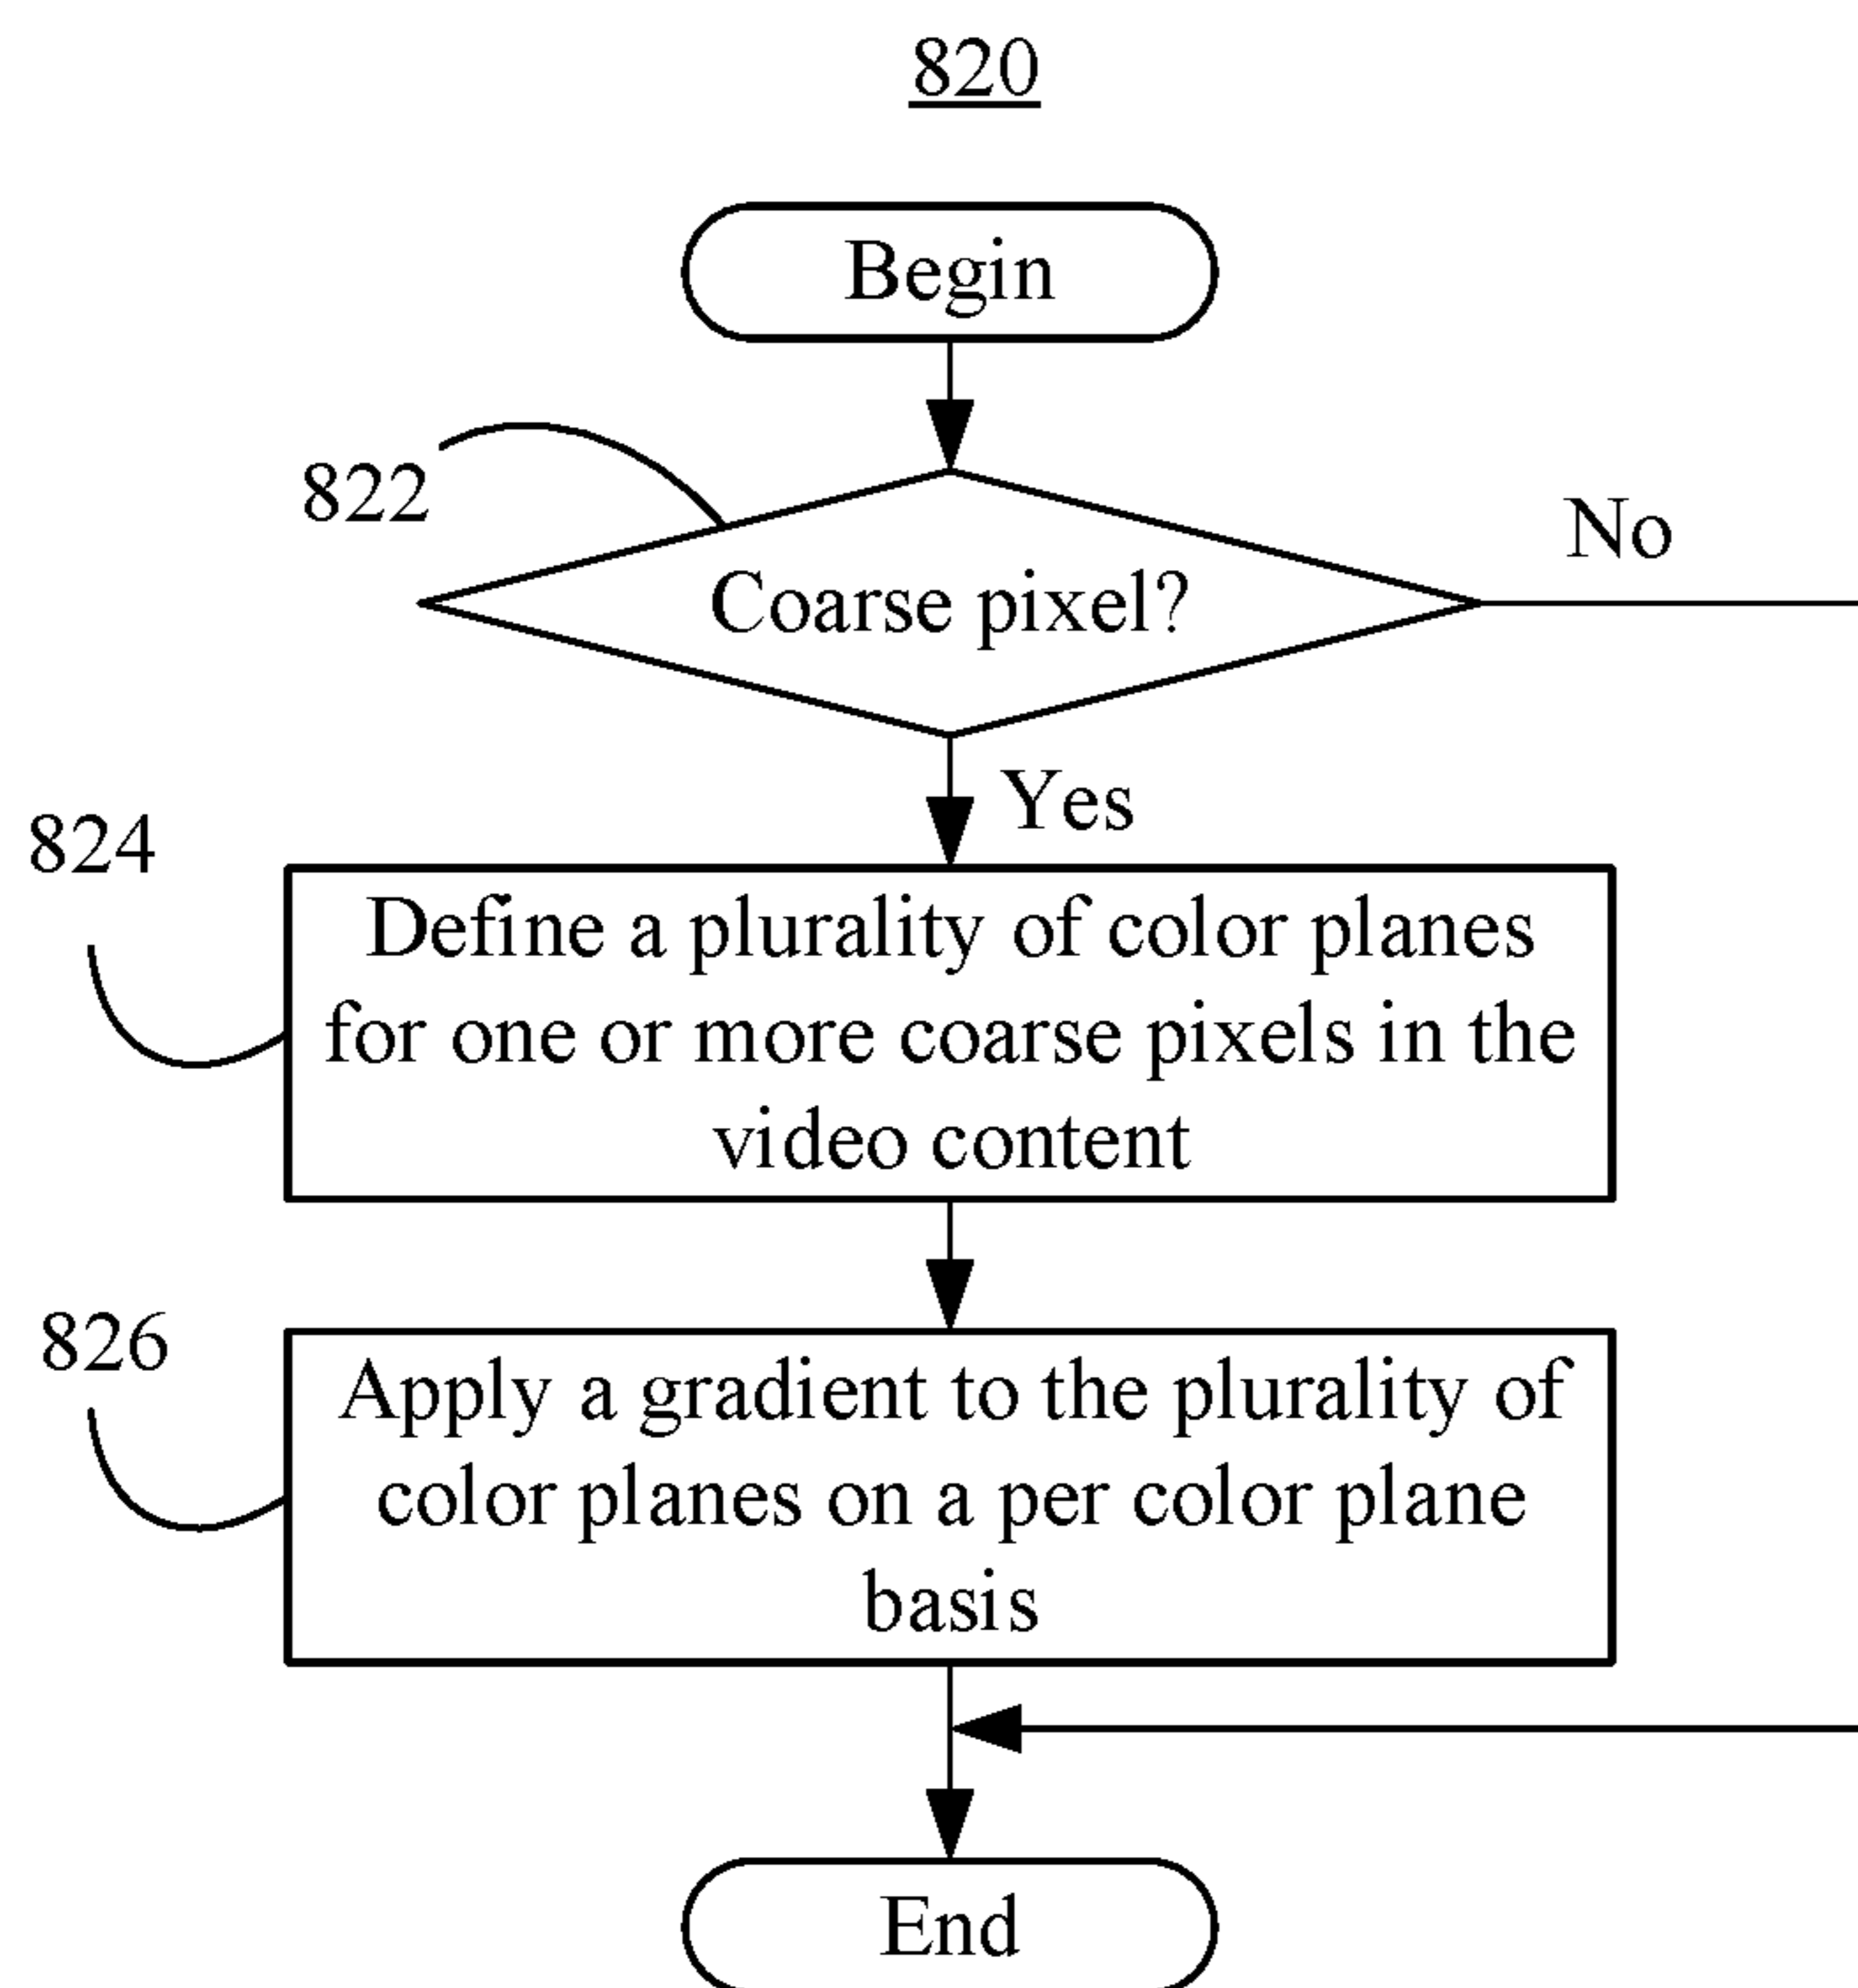 820
Begin
822
Coarse pixel?
No
Yes
824
Define a plurality of color planes
for one or more coarse pixels in the
video content
826
Apply a gradient to the plurality of
color planes on a per color plane
basis
End